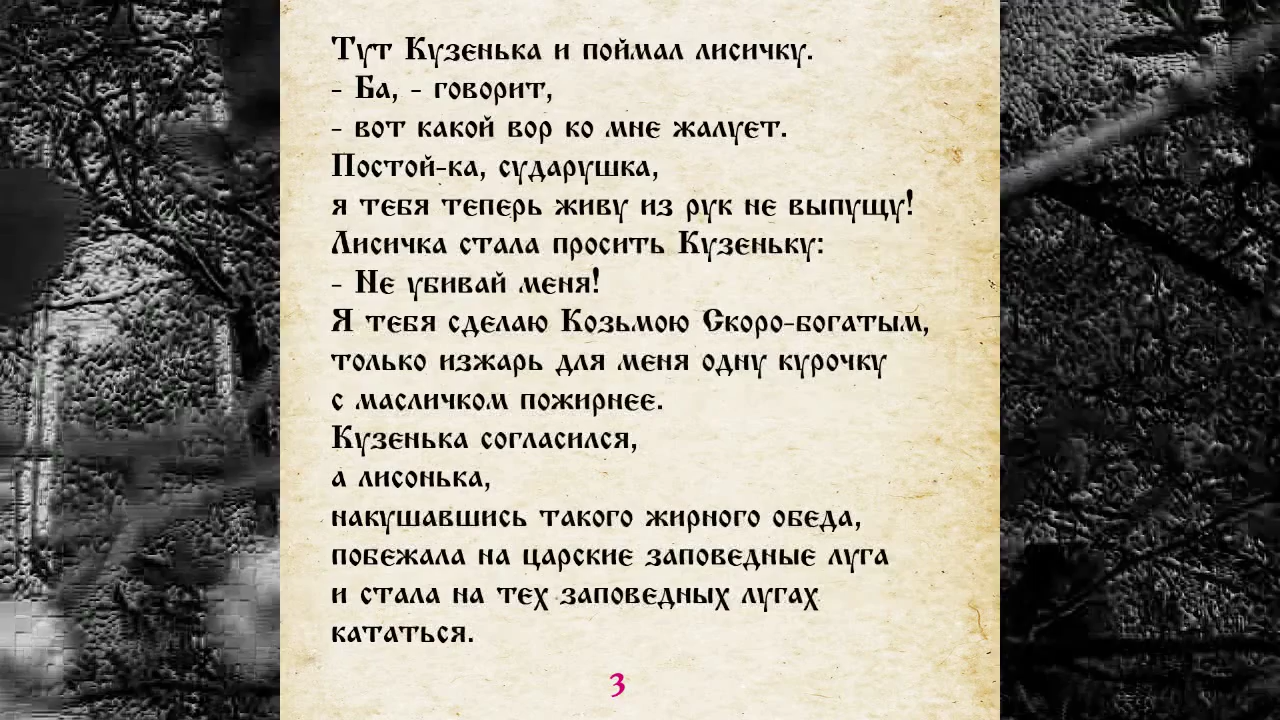 Тут Кузенька и поймал лисичку.
- Ба, - говорит,
- вот какой вор ко мне жалует.
Постой-ка, сударушка,
я тебя теперь живу из рук не выпущу!
Лисичка стала просить Кузеньку:
- Не убивай меня!
Я тебя сделаю Козьмою Скоро-богатым,
только изжарь для меня одну курочку
с масличком пожирнее.
Кузенька согласился,
а лисонька,
накушавшись такого жирного обеда,
побежала на царские заповедные луга
и стала на тех заповедных лугах
кататься.
3